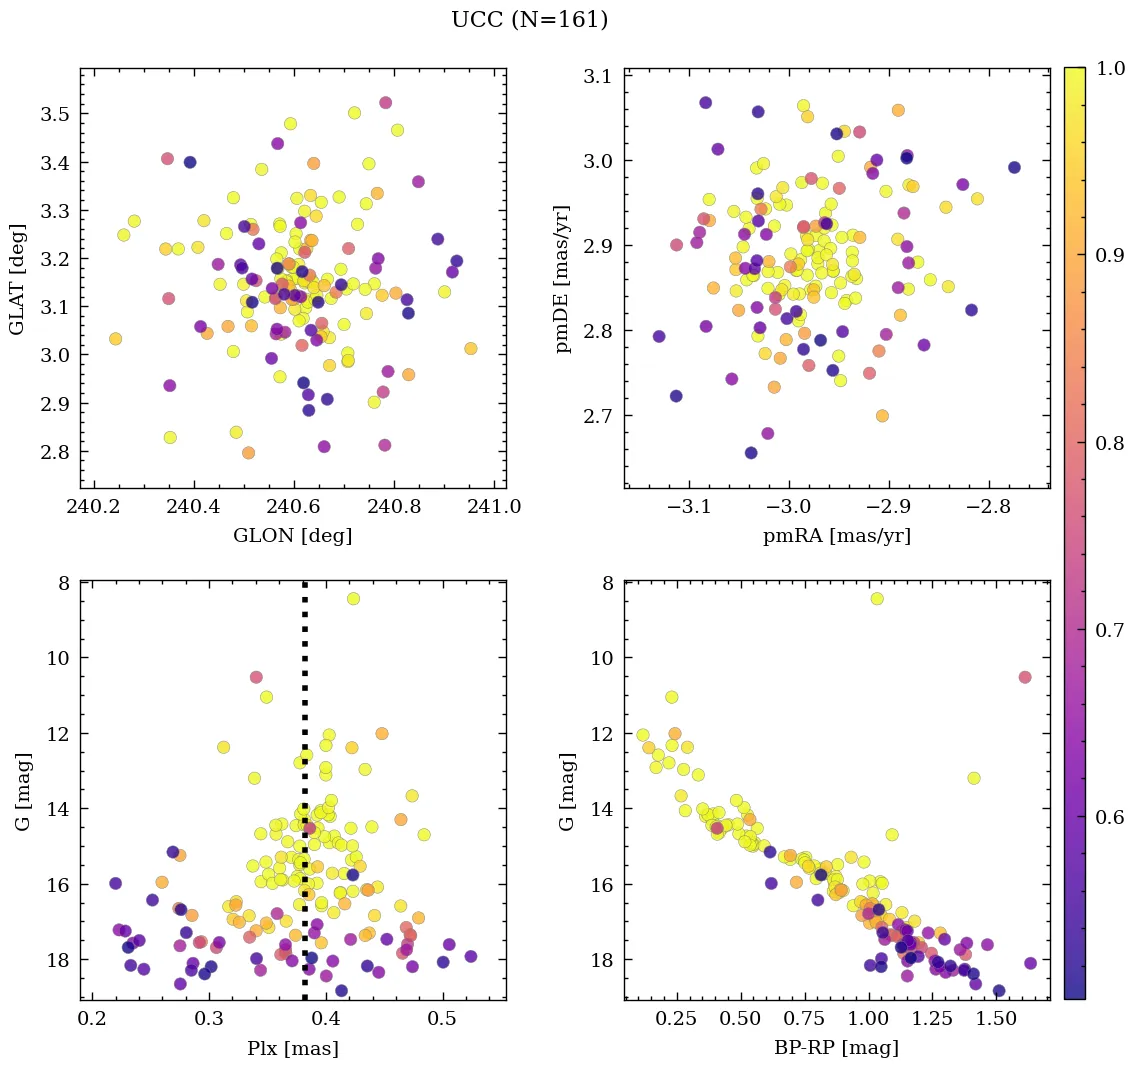 UCC (N=161)
3.5
3.4
3.3
3.2
3.1
3.0
2.9
2.8
GLAT [deg]
240.2 240.4 240.6 240.8 241.0
GLON [deg]
3.1
3.0
2.9
2.8
2.7
pmDE [mas/yr]
−3.1 −3.0 −2.9 −2.8
pmRA [mas/yr]
8
10
12
14
16
18
G [mag]
0.2 0.3 0.4 0.5
Plx [mas]
8
10
12
14
16
18
G [mag]
0.25 0.50 0.75 1.00 1.25 1.50
BP-RP [mag]
1.0
0.9
0.8
0.7
0.6